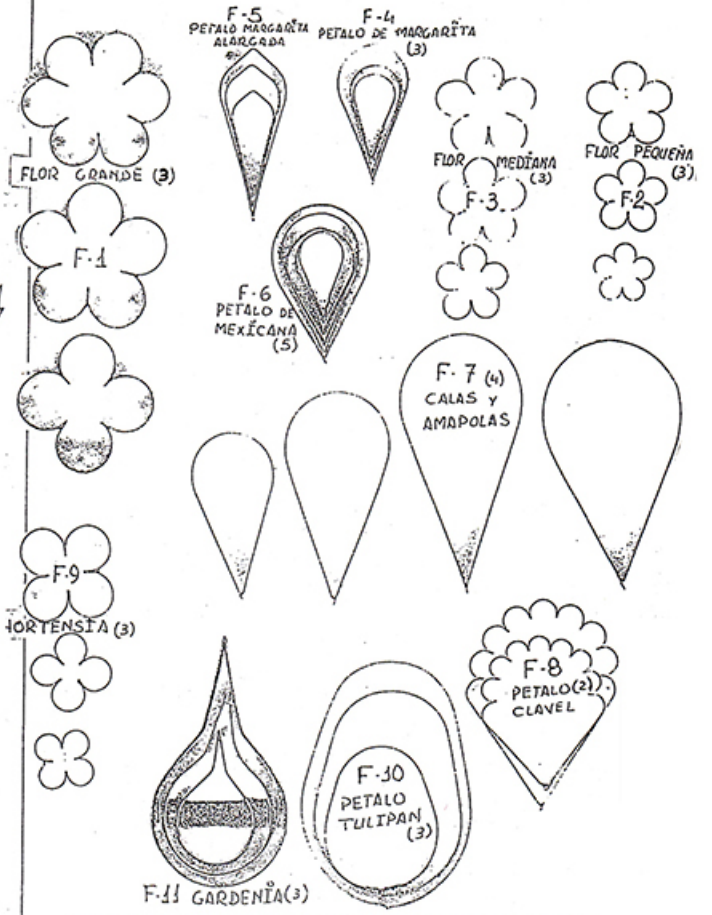 F-5
PETALO MARGARITA
ALARGADA
F-4
PETALO DE MARGARITA
(3)
FLOR GRANDE (3)
FLOR MEDIANA
(3)
FLOR PEQUEÑA
(3)
F-1
F-3
F-2
F-6
PETALO DE
MEXICANA
(5)
F-7 (4)
CALAS Y
AMAPOLAS
F-9
HORTENSIA (3)
F-8
PETALO (2)
CLAVEL
F-10
PETALO
TULIPAN
(3)
F-11 GARDENIA (3)